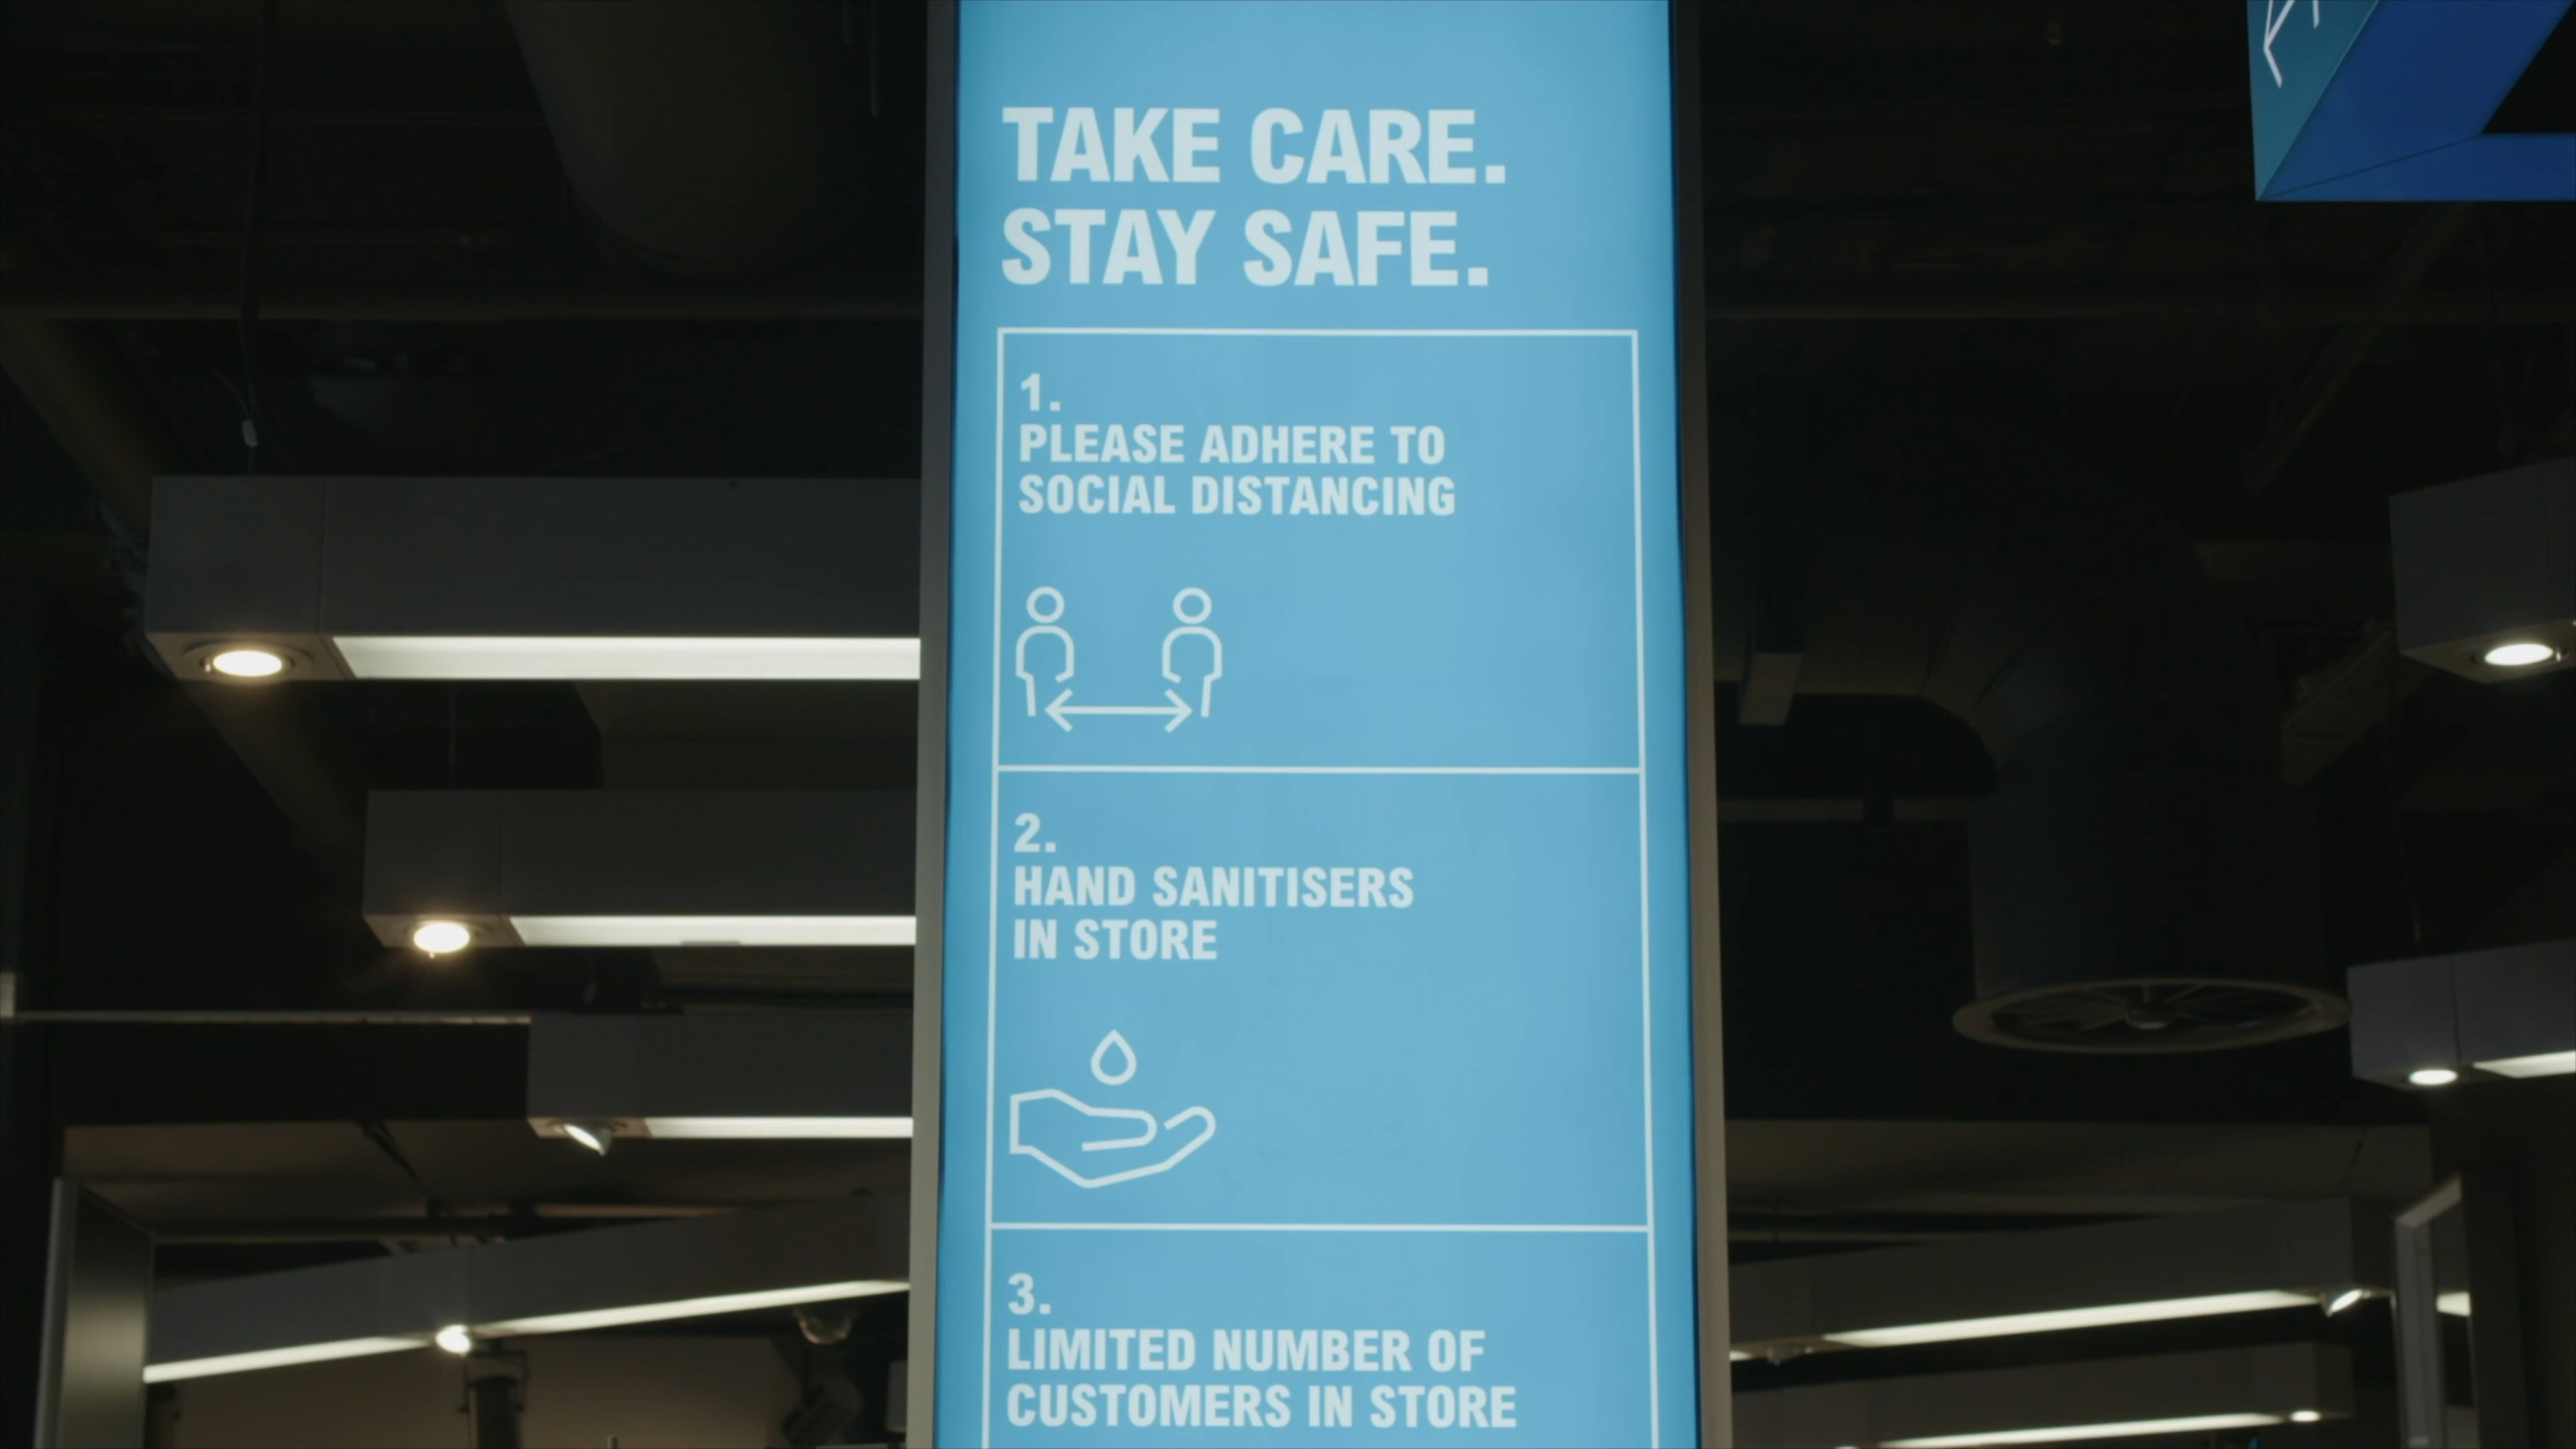 TAKE CARE.
STAY SAFE.
1.
PLEASE ADHERE TO
SOCIAL DISTANCING
2.
HAND SANITISERS
IN STORE
3.
LIMITED NUMBER OF
CUSTOMERS IN STORE